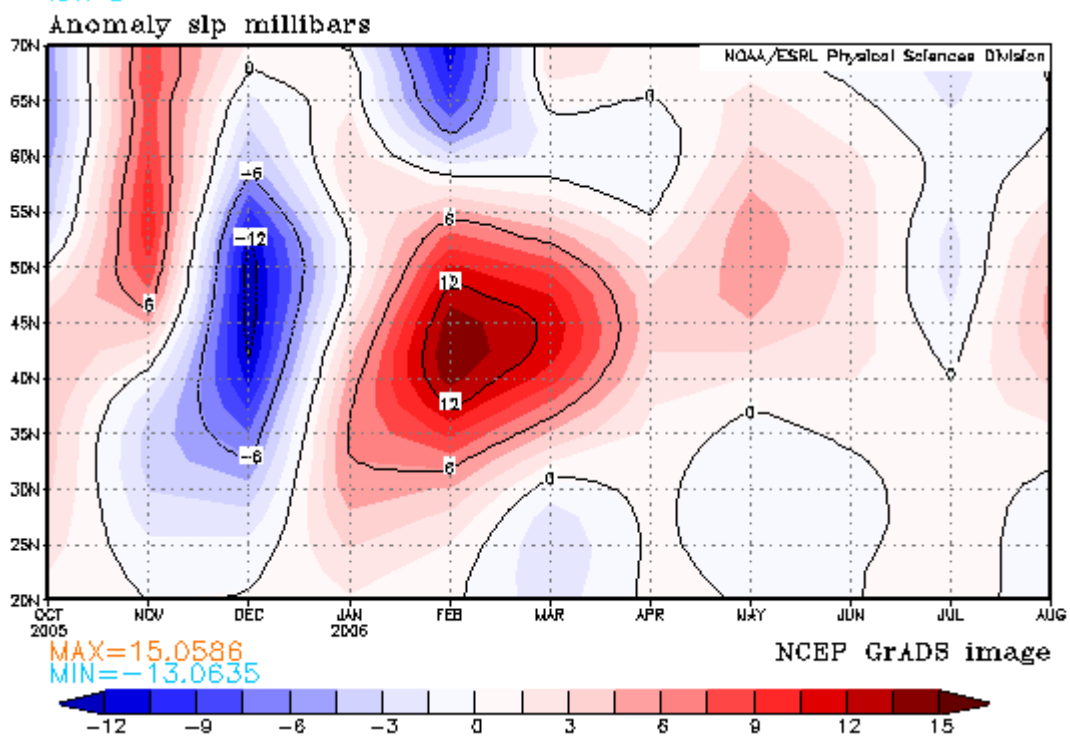 Anomaly slp millibars
NOAA/ESRL Physical Sciences Division
70N
65N
60N
55N
50N
45N
40N
35N
30N
25N
20N
0
0
-6
-12
6
6
12
0
12
-6
6
0
0
OCT NOV DEC JAN FEB MAR APR MAY JUN JUL AUG
2005 2006
MAX=15.0586
MIN=-13.0635
NCEP GrADS image
-12 -9 -6 -3 0 3 6 9 12 15